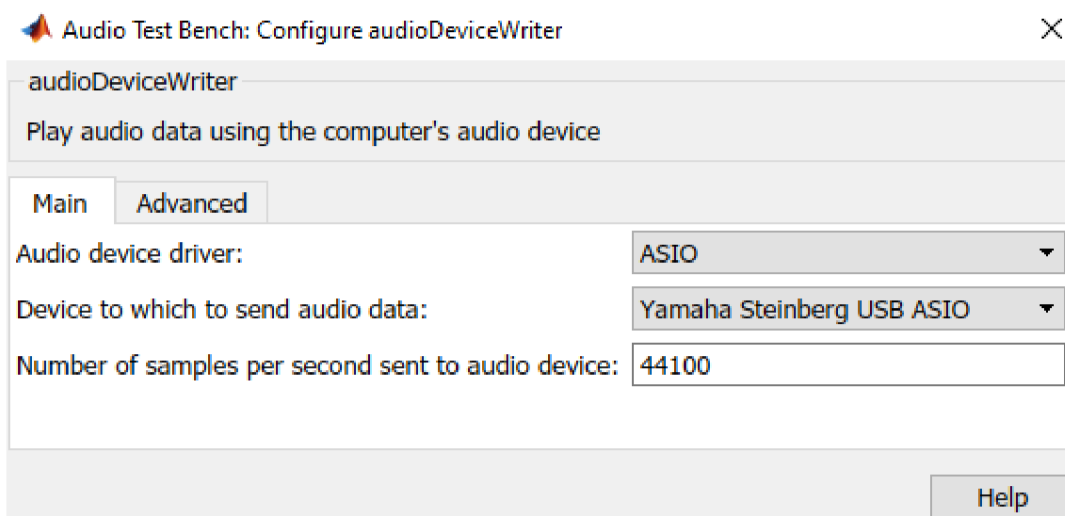 Audio Test Bench: Configure audioDeviceWriter
audioDeviceWriter
Play audio data using the computer's audio device
Main Advanced
Audio device driver: ASIO
Device to which to send audio data: Yamaha Steinberg USB ASIO
Number of samples per second sent to audio device: 44100
Help